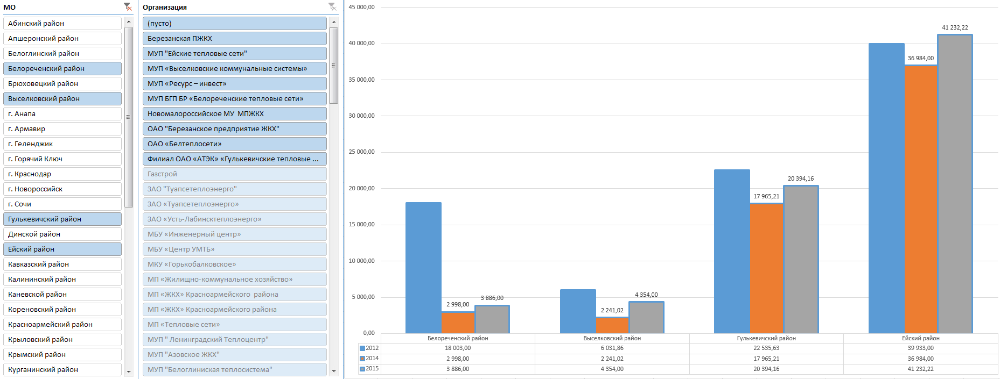 МО
Абинский район
Апшеронский район
Белоглинский район
Белореченский район
Брюховецкий район
Выселковский район
г. Анапа
г. Армавир
г. Геленджик
г. Горячий Ключ
г. Краснодар
г. Новороссийск
г. Сочи
Гулькевичский район
Динской район
Ейский район
Кавказский район
Калининский район
Каневской район
Кореновский район
Красноармейский район
Крыловский район
Крымский район
Курганинский район
Организация
(пусто)
Березанская ПЖКХ
МУП "Ейские тепловые сети"
МУП «Выселковские коммунальные системы»
МУП «Ресурс – инвест»
МУП БГП БР «Белореченские тепловые сети»
Новомалороссийское МУ  МПЖКХ
ОАО "Березанское предприятие ЖКХ"
ОАО «Белтеплосети»
Филиал ОАО «АТЭК» «Гулькевичские тепловые ...
Газстрой
ЗАО "Туапсетеплоэнерго"
ЗАО «Туапсетеплоэнерго»
ЗАО «Усть-Лабинсктеплоэнерго»
МБУ «Инженерный центр»
МБУ «Центр УМТБ»
МКУ «Горькобалковское»
МП «Жилищно-коммунальное хозяйство»
МП «ЖКХ» Красноармейского  района
МП «ЖКХ» Красноармейского района
МП «Тепловые сети»
МУП " Ленинградский Теплоцентр"
МУП "Азовское ЖКХ"
МУП "Белоглиниская теплосистема"
45 000,00
40 000,00
35 000,00
30 000,00
25 000,00
20 000,00
15 000,00
10 000,00
5 000,00
0,00
2 998,00
3 886,00
2 241,02
4 354,00
17 965,21
20 394,16
36 984,00
41 232,22
Белореченский район Выселковский район Гулькевичский район Ейский район
2012 18 003,00 6 031,86 22 535,63 39 933,00
2014 2 998,00 2 241,02 17 965,21 36 984,00
2015 3 886,00 4 354,00 20 394,16 41 232,22